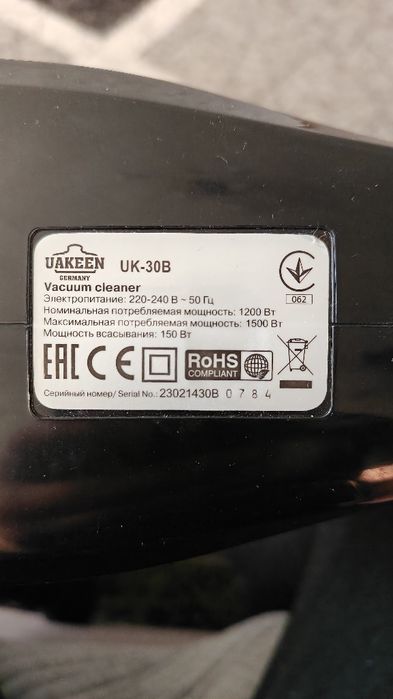 UAKEEN
GERMANY
UK-30B
Vacuum cleaner
Электропитание: 220-240 В ~ 50 Гц
Номинальная потребляемая мощность: 1200 Вт
Максимальная потребляемая мощность: 1500 Вт
Мощность всасывания: 150 Вт
062
EAC CE RoHS
COMPLIANT
Серийный номер/ Serial No.: 23021430B 0784